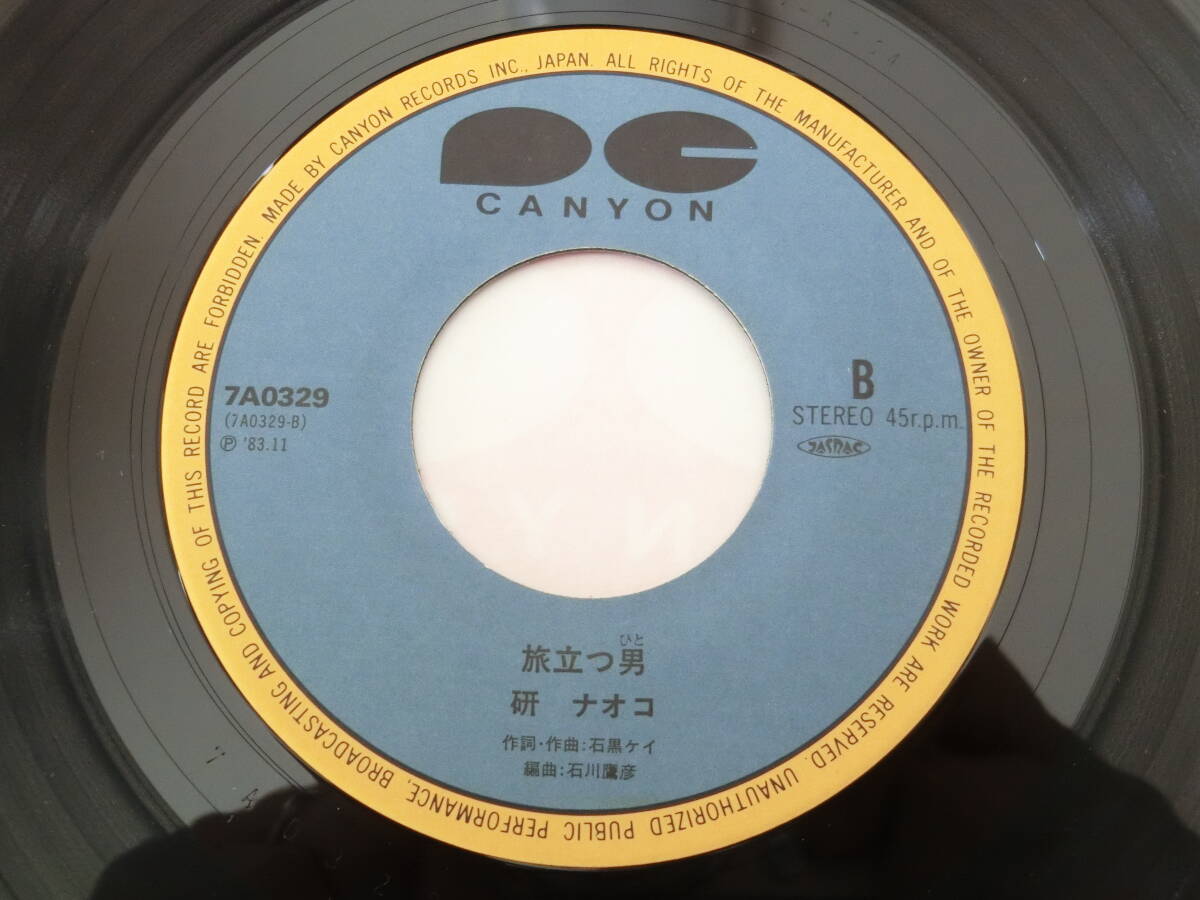 MADE BY CANYON RECORDS INC., JAPAN. ALL RIGHTS OF THE MANUFACTURER AND OF THE OWNER OF THE RECORDED WORK ARE RESERVED. UNAUTHORIZED PUBLIC PERFORMANCE, BROADCASTING AND COPYING OF THIS RECORD ARE FORBIDDEN.
CANYON
7A0329
(7A0329-B)
Ⓟ '83.11
B
STEREO 45r.p.m.
JASRAC
ひと
旅立つ男
研 ナオコ
作詞・作曲:石黒ケイ
編曲:石川鷹彦